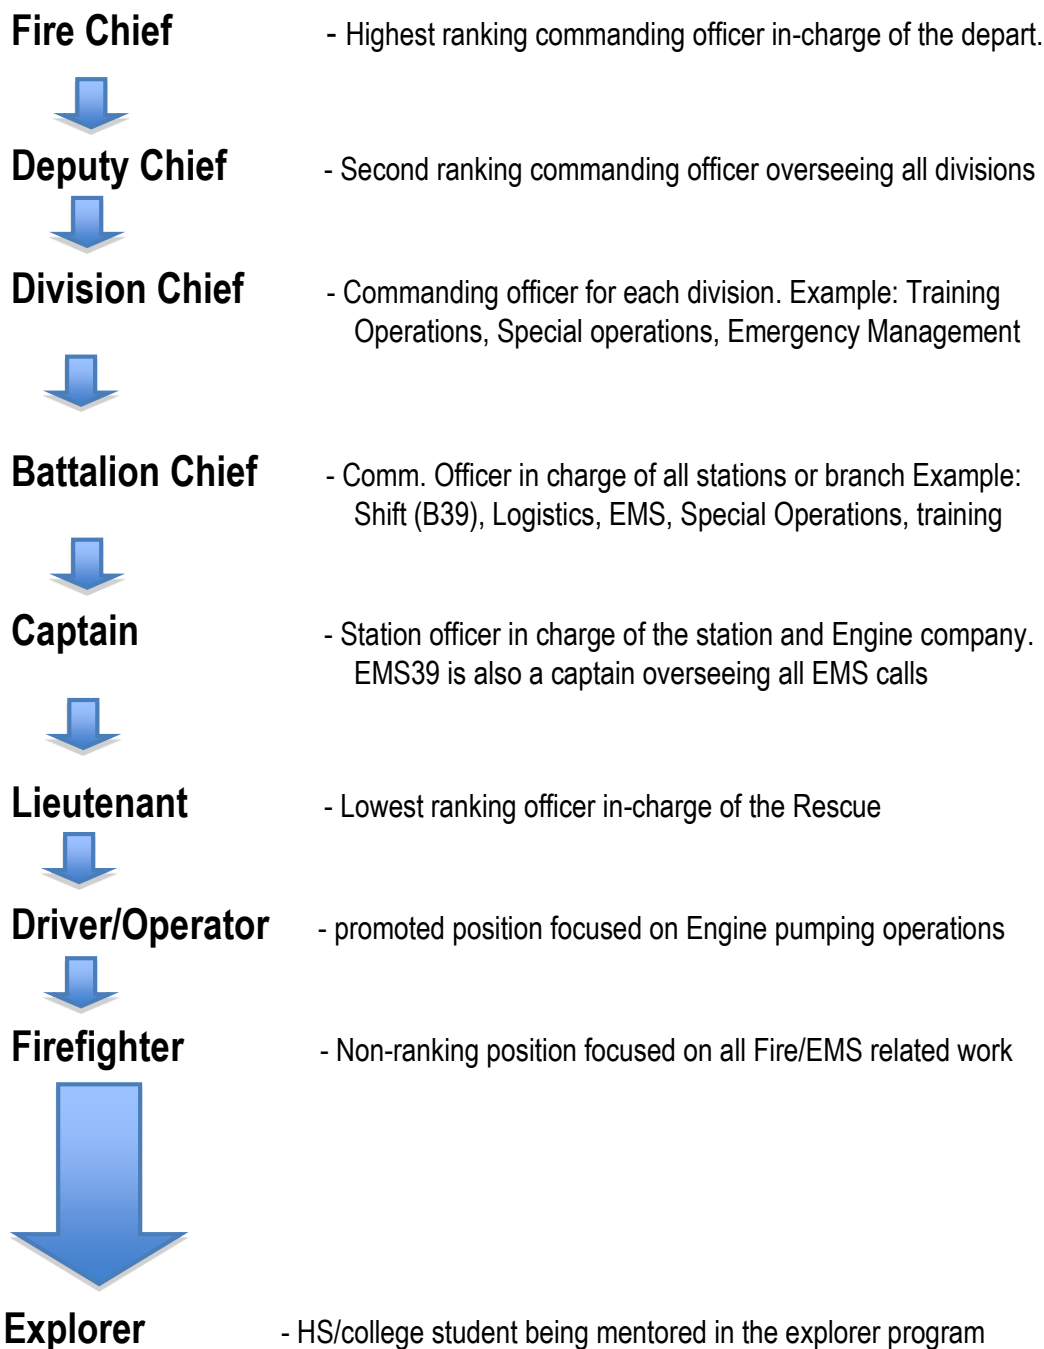 Fire Chief - Highest ranking commanding officer in-charge of the depart.
Deputy Chief - Second ranking commanding officer overseeing all divisions
Division Chief - Commanding officer for each division. Example: Training
Operations, Special operations, Emergency Management
Battalion Chief - Comm. Officer in charge of all stations or branch Example:
Shift (B39), Logistics, EMS, Special Operations, training
Captain - Station officer in charge of the station and Engine company.
EMS39 is also a captain overseeing all EMS calls
Lieutenant - Lowest ranking officer in-charge of the Rescue
Driver/Operator - promoted position focused on Engine pumping operations
Firefighter - Non-ranking position focused on all Fire/EMS related work
Explorer - HS/college student being mentored in the explorer program